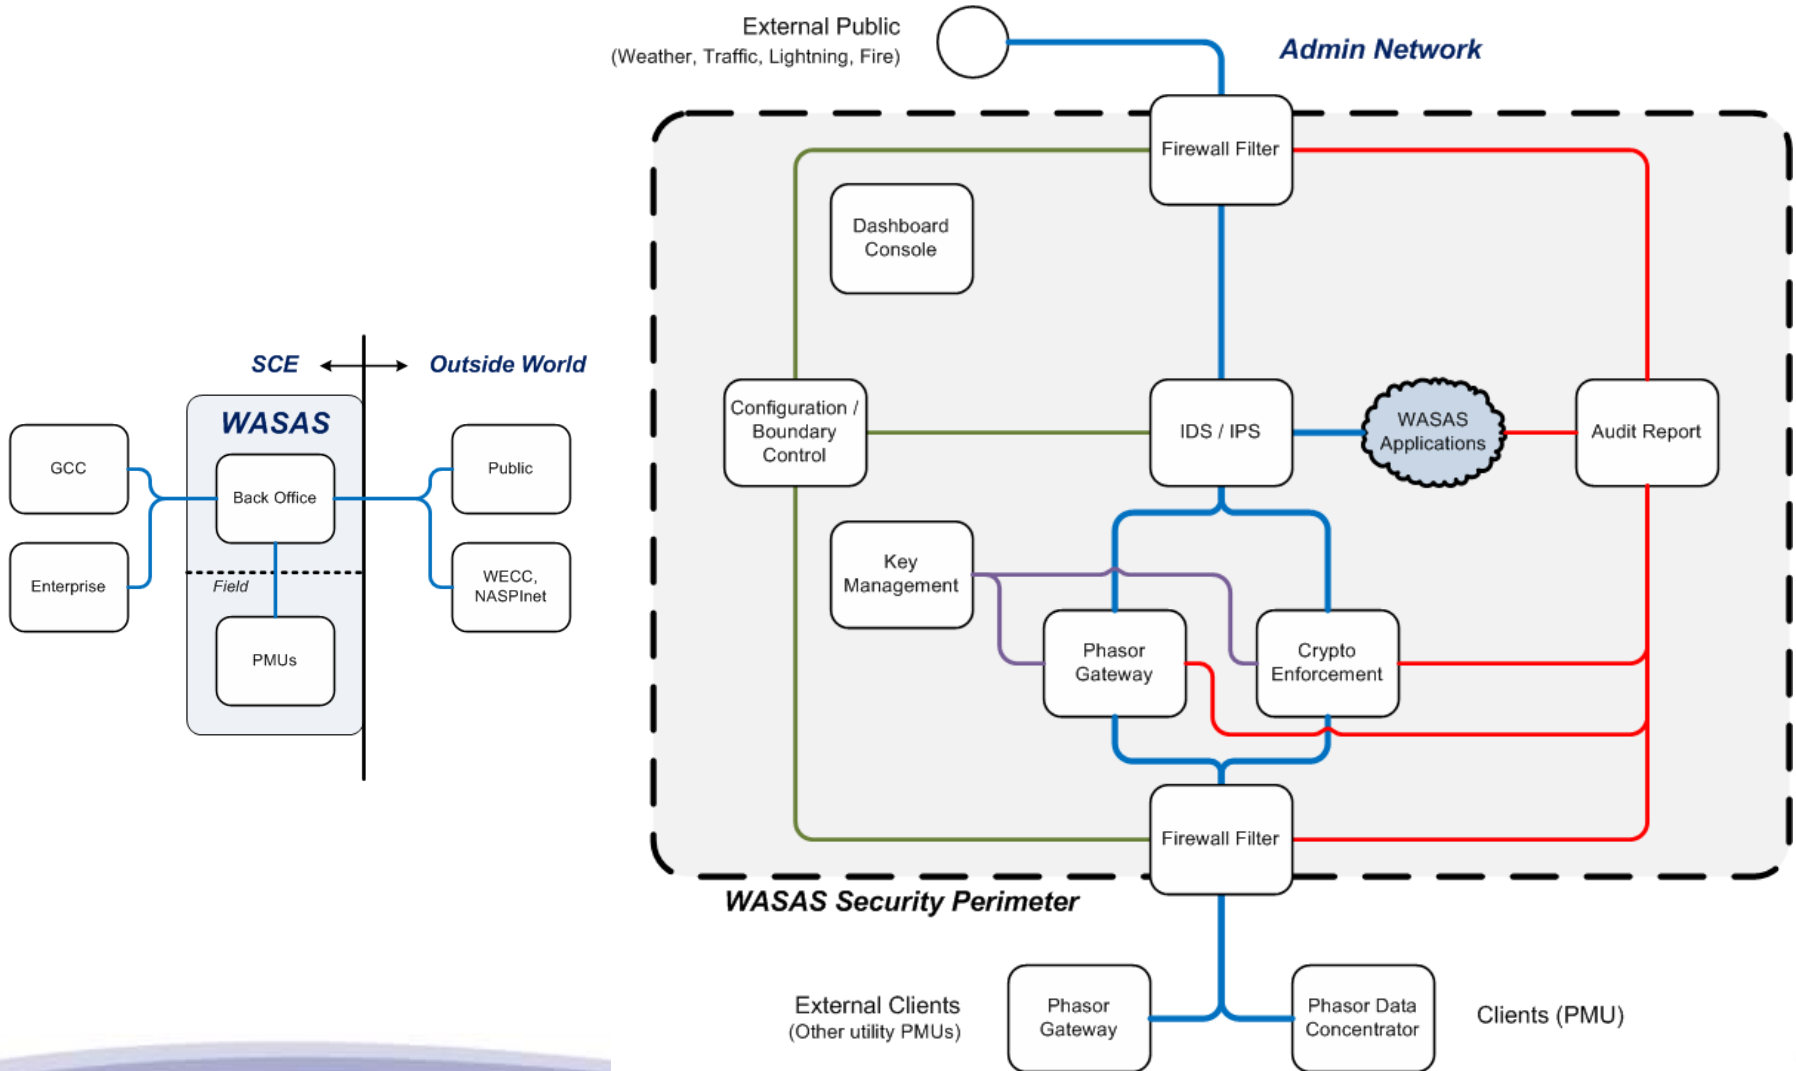 External Public
(Weather, Traffic, Lightning, Fire)
Admin Network
Firewall Filter
Dashboard
Console
SCE
Outside World
WASAS
GCC
Back Office
Public
Enterprise
Field
WECC,
NASPInet
PMUs
Configuration /
Boundary
Control
IDS / IPS
WASAS
Applications
Audit Report
Key
Management
Phasor
Gateway
Crypto
Enforcement
Firewall Filter
WASAS Security Perimeter
External Clients
(Other utility PMUs)
Phasor
Gateway
Phasor Data
Concentrator
Clients (PMU)